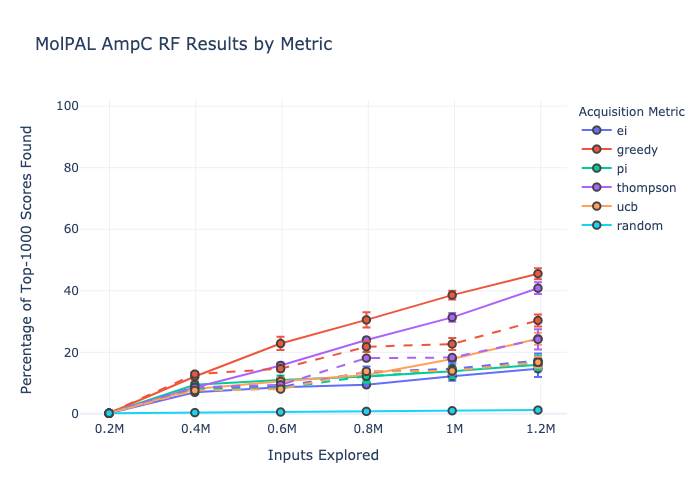 MolPAL AmpC RF Results by Metric
Percentage of Top-1000 Scores Found
100
80
60
40
20
0
0.2M
0.4M
0.6M
0.8M
1M
1.2M
Inputs Explored
Acquisition Metric
ei
greedy
pi
thompson
ucb
random